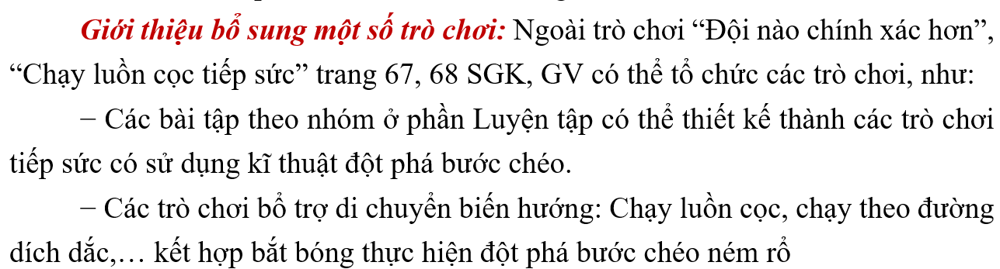 Giới thiệu bổ sung một số trò chơi: Ngoài trò chơi “Đội nào chính xác hơn”,
“Chạy luồn cọc tiếp sức” trang 67, 68 SGK, GV có thể tổ chức các trò chơi, như:
– Các bài tập theo nhóm ở phần Luyện tập có thể thiết kế thành các trò chơi
tiếp sức có sử dụng kĩ thuật đột phá bước chéo.
– Các trò chơi bổ trợ di chuyển biến hướng: Chạy luồn cọc, chạy theo đường
dích dắc,… kết hợp bắt bóng thực hiện đột phá bước chéo ném rổ